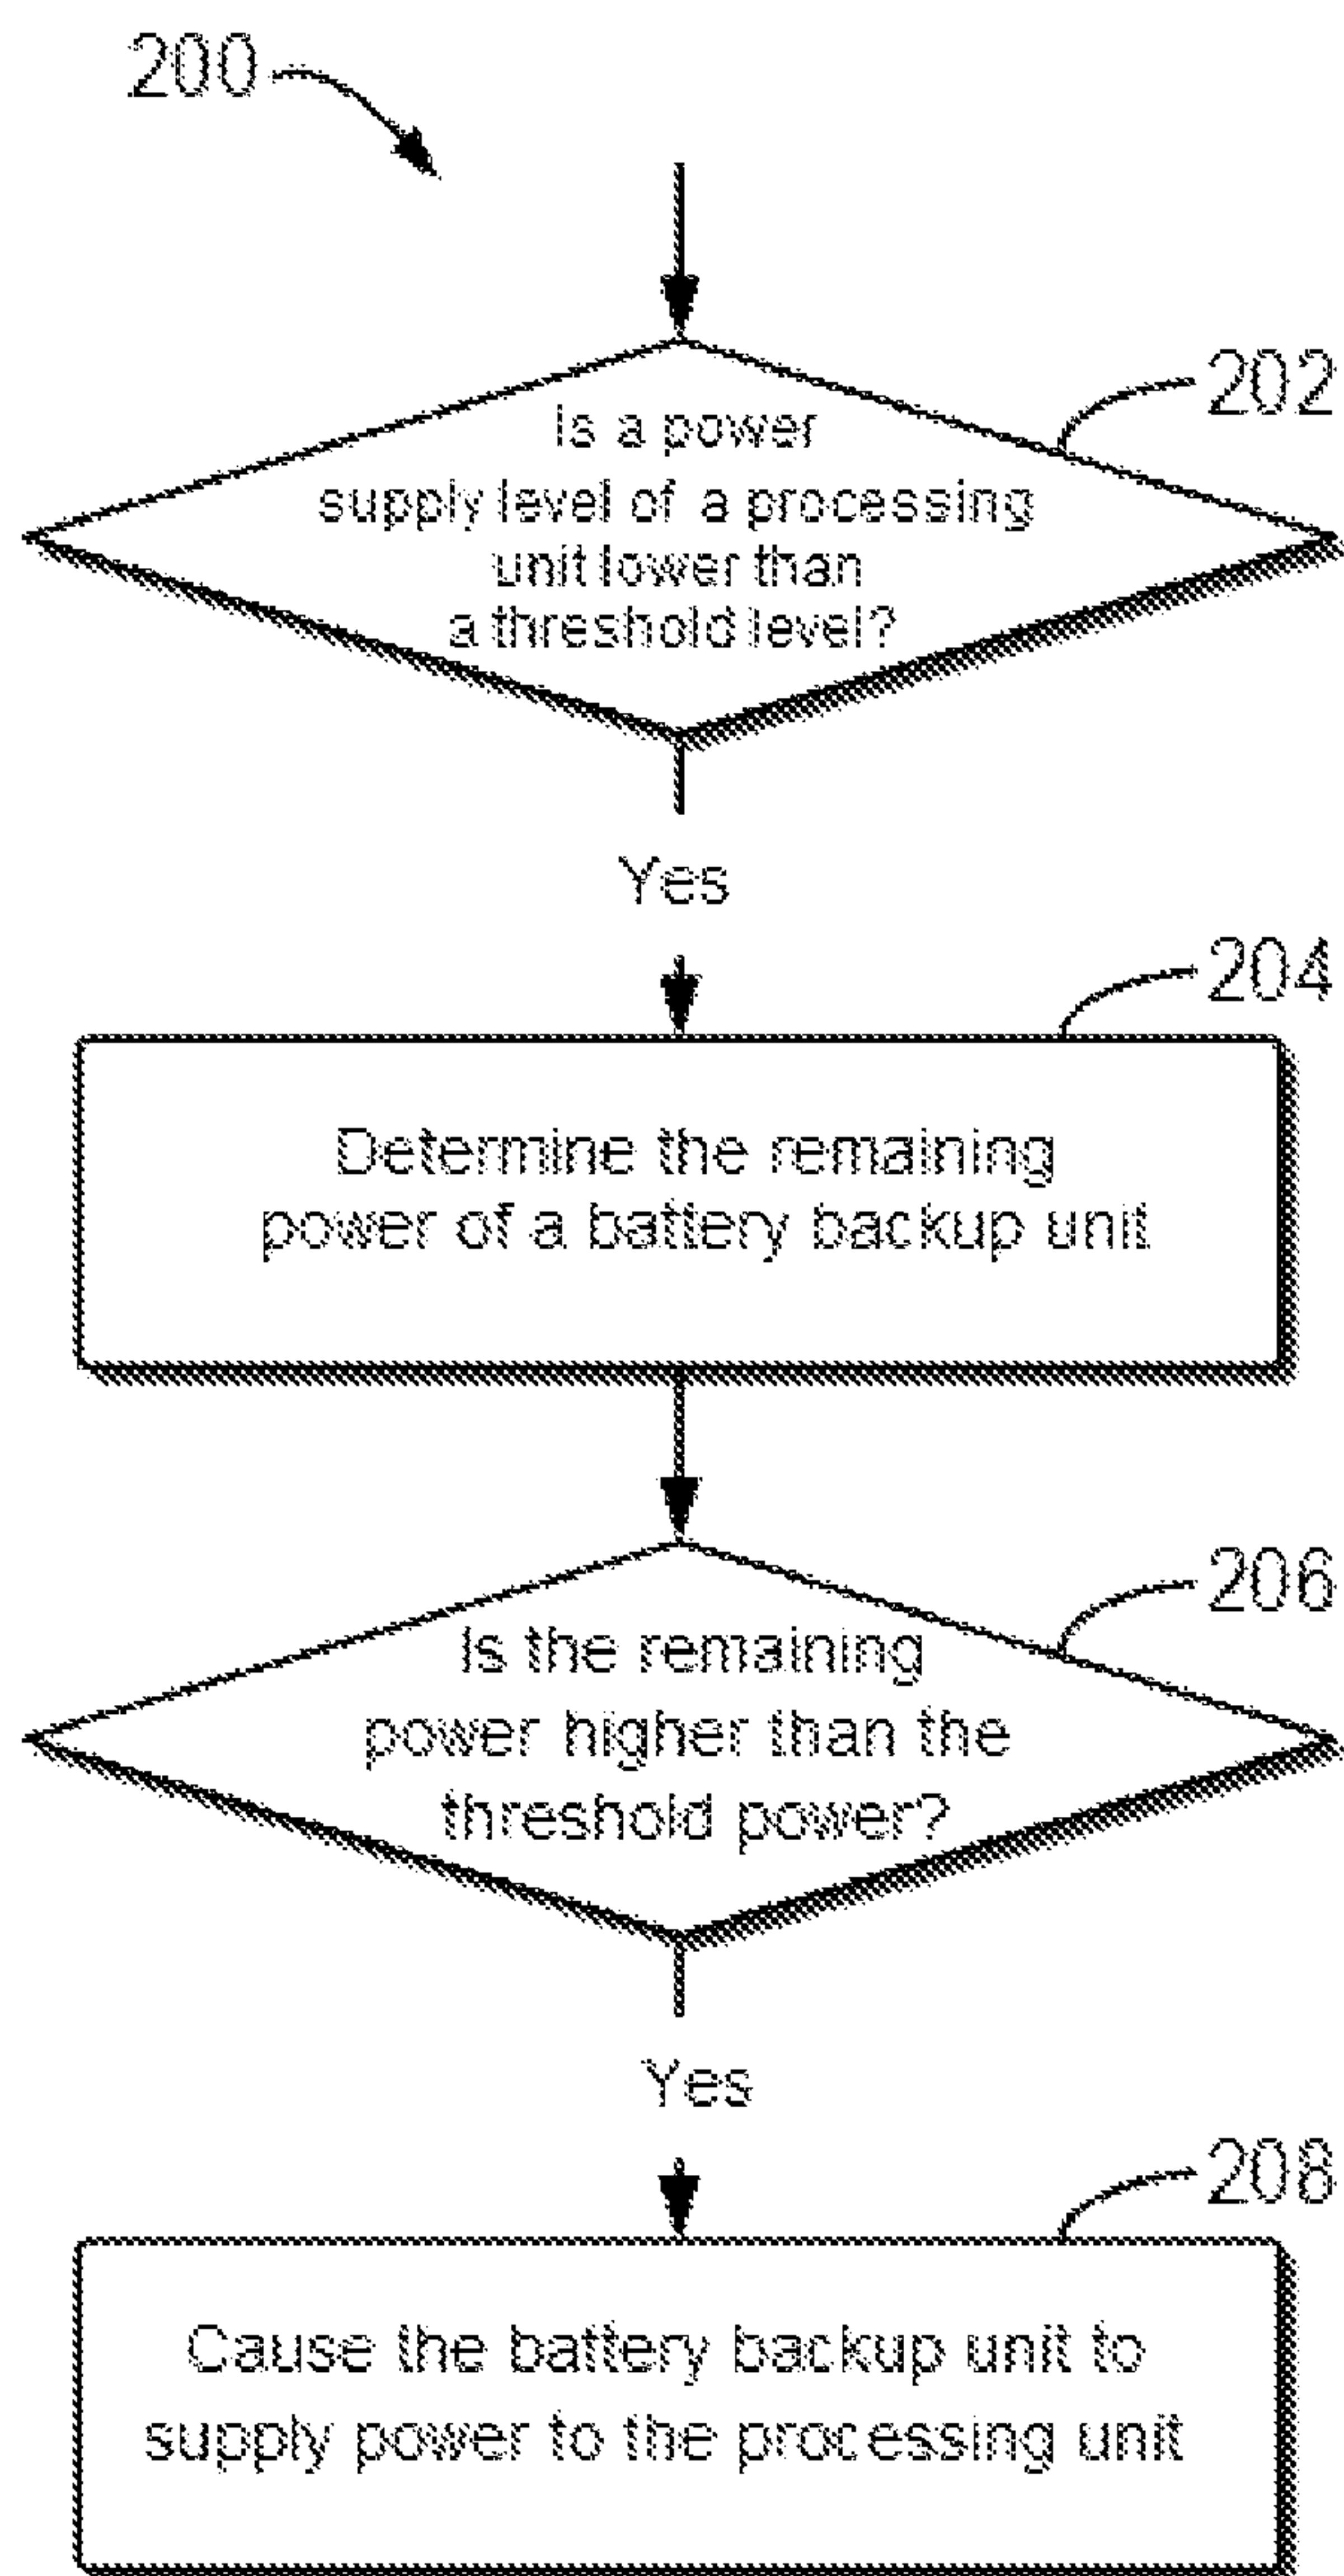 200
202
Is a power
supply level of a processing
unit lower than
a threshold level?
Yes
204
Determine the remaining
power of a battery backup unit
206
Is the remaining
power higher than the
threshold power?
Yes
208
Cause the battery backup unit to
supply power to the processing unit